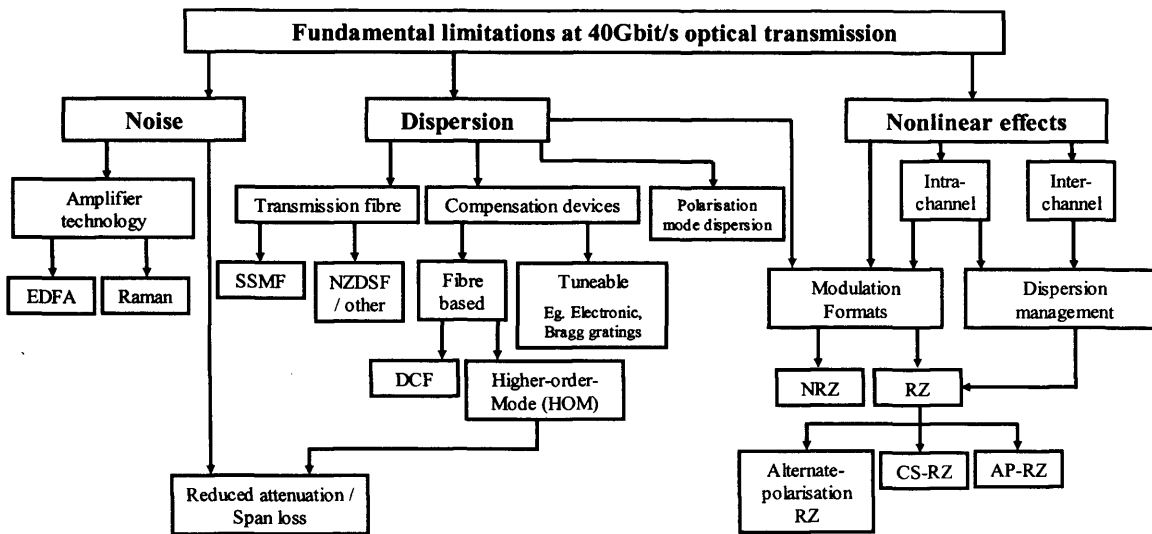 Fundamental limitations at 40Gbit/s optical transmission
Noise
Dispersion
Nonlinear effects
Amplifier
technology
Transmission fibre
Compensation devices
Polarisation
mode dispersion
Intra-
channel
Inter-
channel
EDFA
Raman
SSMF
NZDSF
/ other
Fibre
based
Tuneable
Eg. Electronic,
Bragg gratings
Modulation
Formats
Dispersion
management
DCF
Higher-order-
Mode (HOM)
NRZ
RZ
Reduced attenuation /
Span loss
Alternate-
polarisation
RZ
CS-RZ
AP-RZ